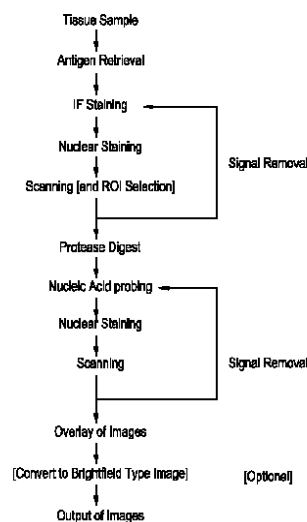 Tissue Sample
Antigen Retrieval
IF Staining
Nuclear Staining
Signal Removal
Scanning [and ROI Selection]
Protease Digest
Nucleic Acid probing
Nuclear Staining
Scanning
Signal Removal
Overlay of Images
[Convert to Brightfield Type Image]
[Optional]
Output of Images